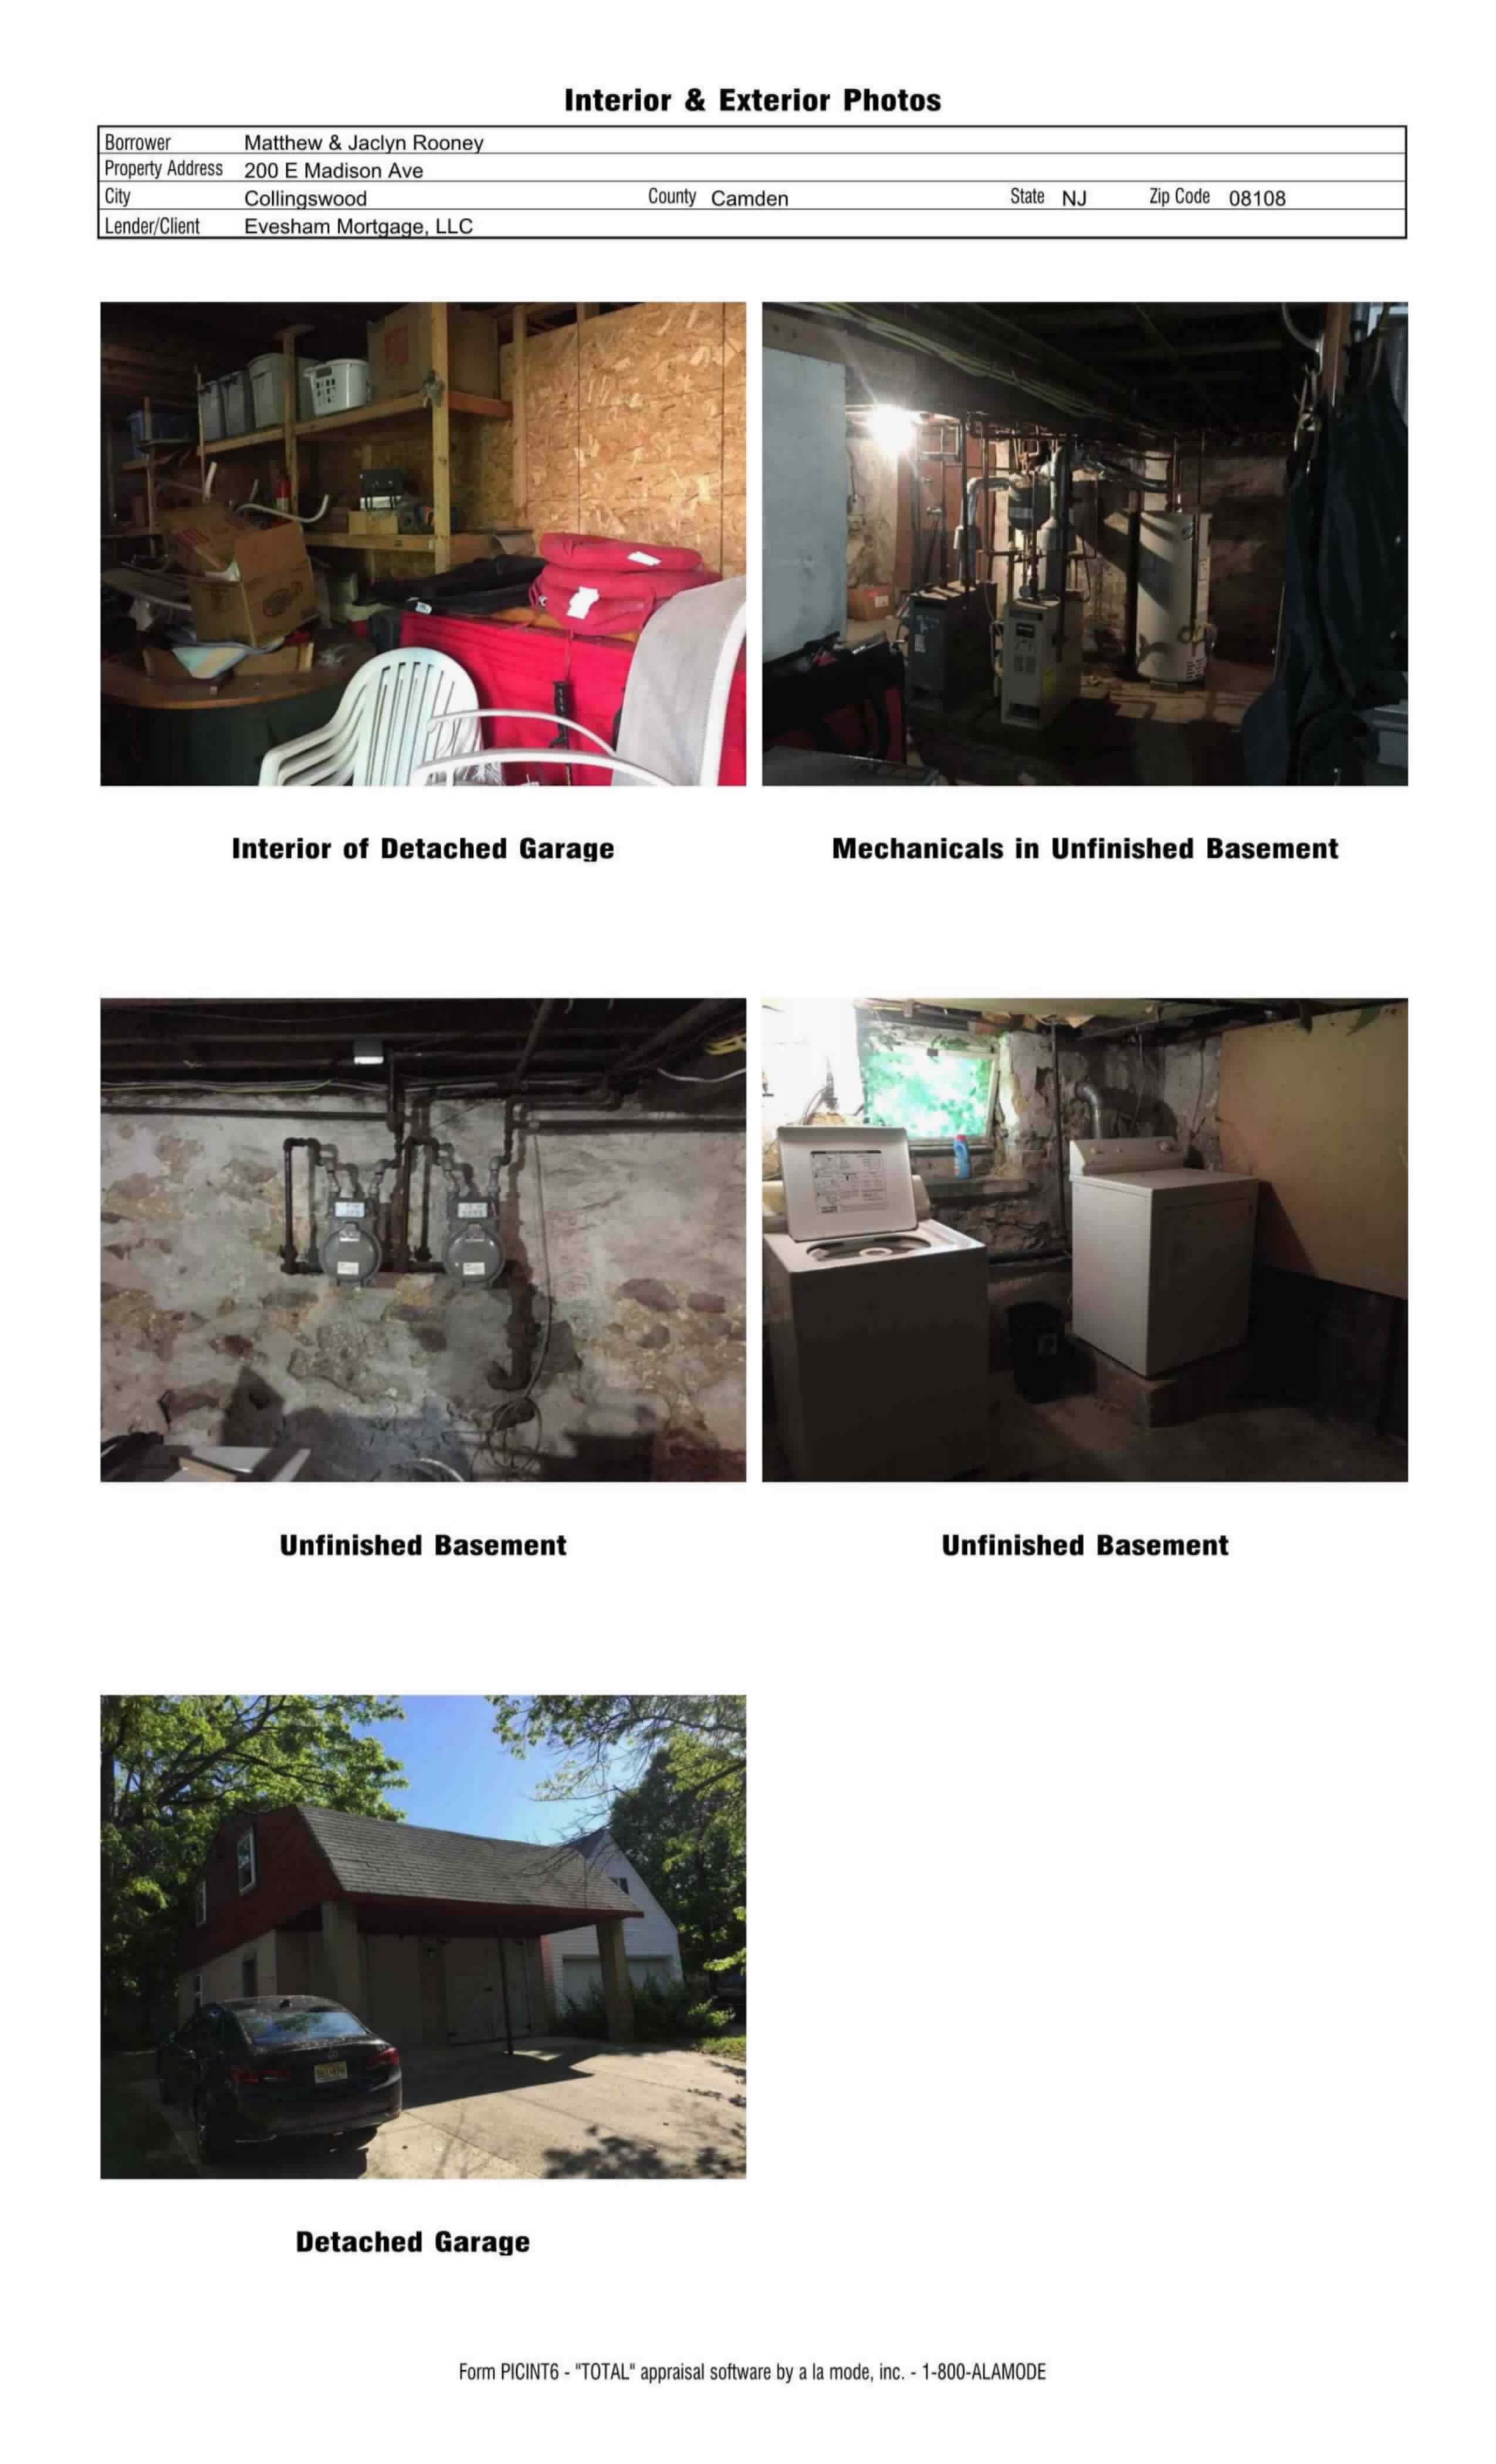 Interior & Exterior Photos
Borrower Matthew & Jaclyn Rooney
Property Address 200 E Madison Ave
City Collingswood County Camden State NJ Zip Code 08108
Lender/Client Evesham Mortgage, LLC
Interior of Detached Garage Mechanicals in Unfinished Basement
Unfinished Basement Unfinished Basement
Detached Garage
Form PICINT6 - "TOTAL" appraisal software by a la mode, inc. - 1-800-ALAMODE